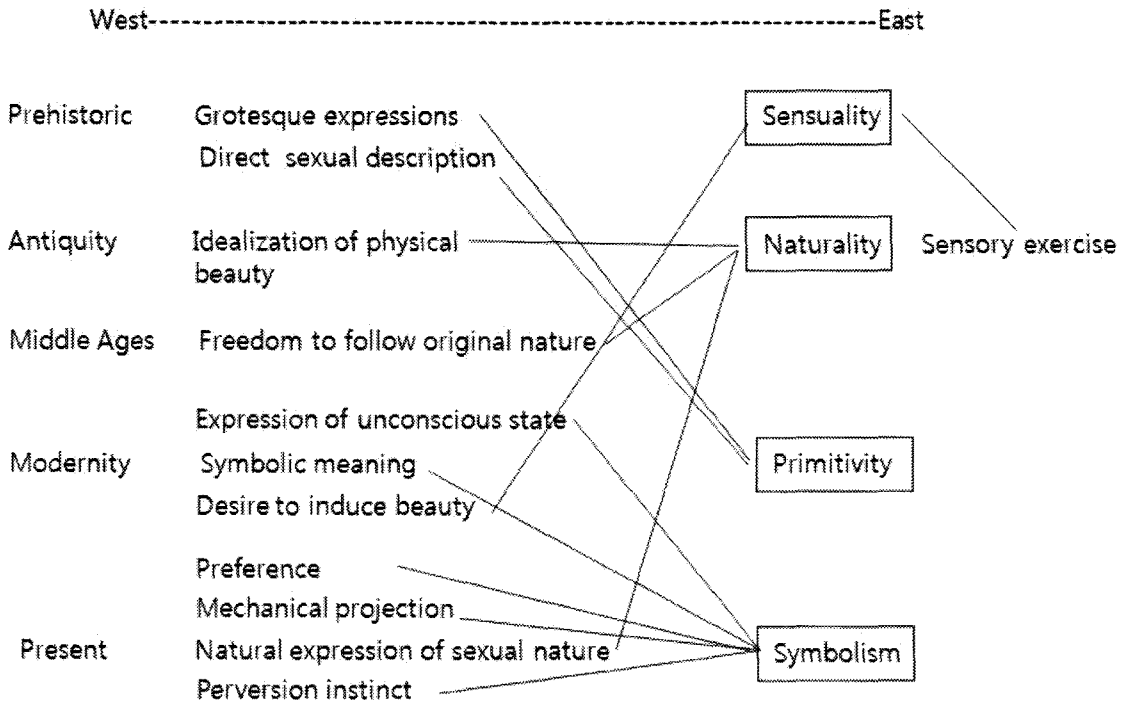 West----------------------------------------------------------------East
Prehistoric Grotesque expressions Sensuality
Direct sexual description
Antiquity Idealization of physical Naturality Sensory exercise
beauty
Middle Ages Freedom to follow original nature
Expression of unconscious state
Modernity Symbolic meaning Primitivity
Desire to induce beauty
Preference
Mechanical projection
Present Natural expression of sexual nature Symbolism
Perversion instinct